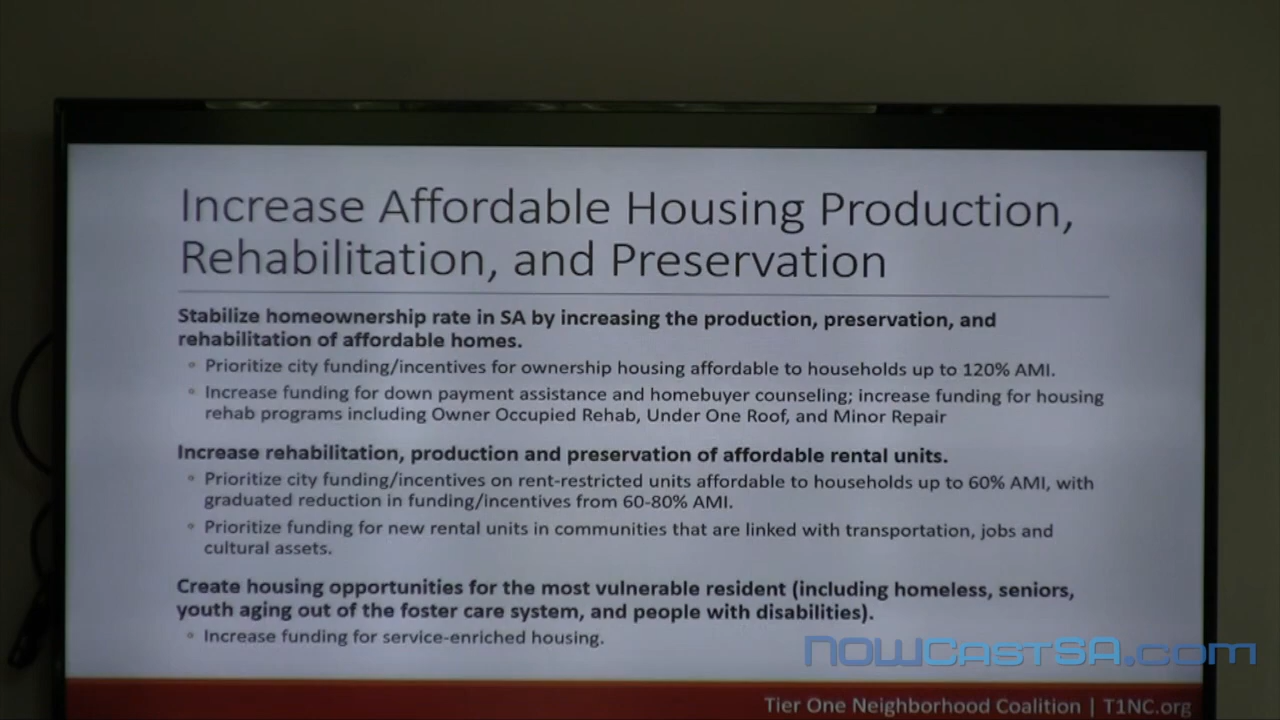 Increase Affordable Housing Production,
Rehabilitation, and Preservation
Stabilize homeownership rate in SA by increasing the production, preservation, and
rehabilitation of affordable homes.
◦ Prioritize city funding/incentives for ownership housing affordable to households up to 120% AMI.
◦ Increase funding for down payment assistance and homebuyer counseling; increase funding for housing
rehab programs including Owner Occupied Rehab, Under One Roof, and Minor Repair
Increase rehabilitation, production and preservation of affordable rental units.
◦ Prioritize city funding/incentives on rent-restricted units affordable to households up to 60% AMI, with
graduated reduction in funding/incentives from 60-80% AMI.
◦ Prioritize funding for new rental units in communities that are linked with transportation, jobs and
cultural assets.
Create housing opportunities for the most vulnerable resident (including homeless, seniors,
youth aging out of the foster care system, and people with disabilities).
◦ Increase funding for service-enriched housing.
NOWCASTSA.com
Tier One Neighborhood Coalition | T1NC.org